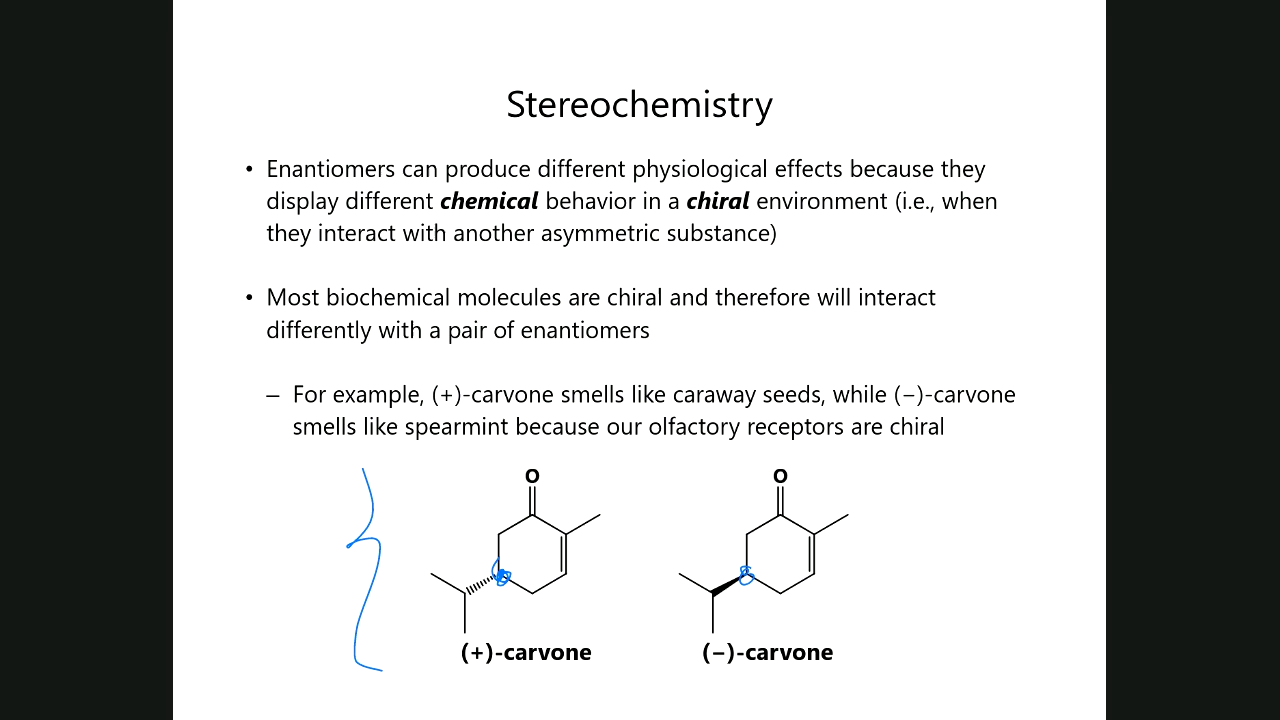 Stereochemistry
• Enantiomers can produce different physiological effects because they
display different chemical behavior in a chiral environment (i.e., when
they interact with another asymmetric substance)
• Most biochemical molecules are chiral and therefore will interact
differently with a pair of enantiomers
– For example, (+)-carvone smells like caraway seeds, while (−)-carvone
smells like spearmint because our olfactory receptors are chiral
O O
(+)-carvone (−)-carvone